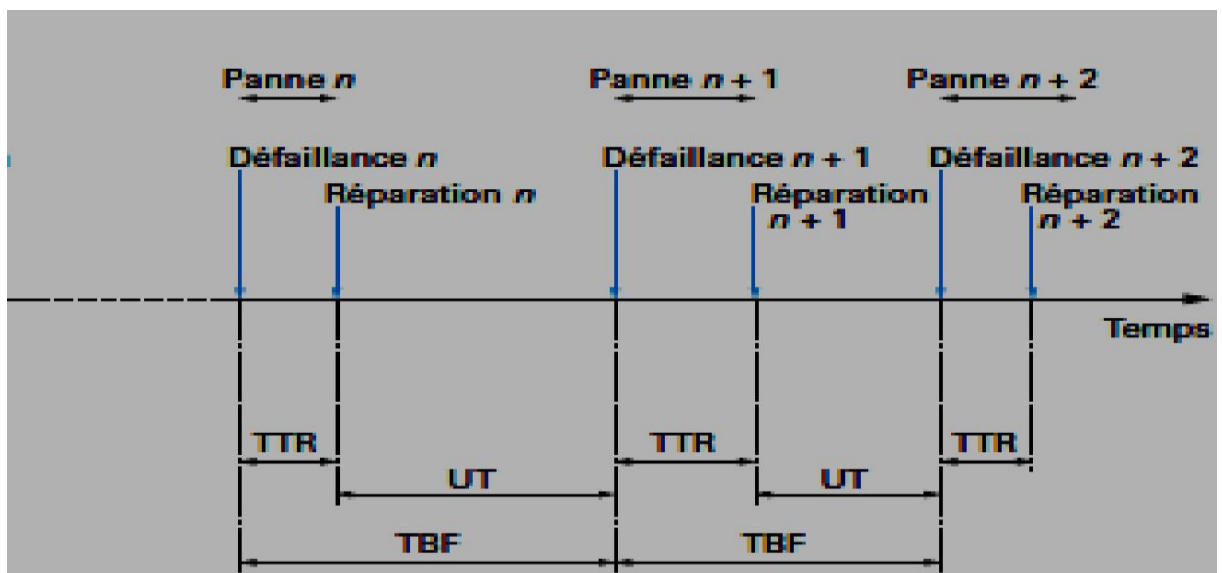 Panne n
Panne n + 1
Panne n + 2
Défaillance n
Défaillance n + 1
Défaillance n + 2
Réparation n
Réparation
n + 1
Réparation
n + 2
Temps
TTR
TTR
TTR
UT
UT
TBF
TBF